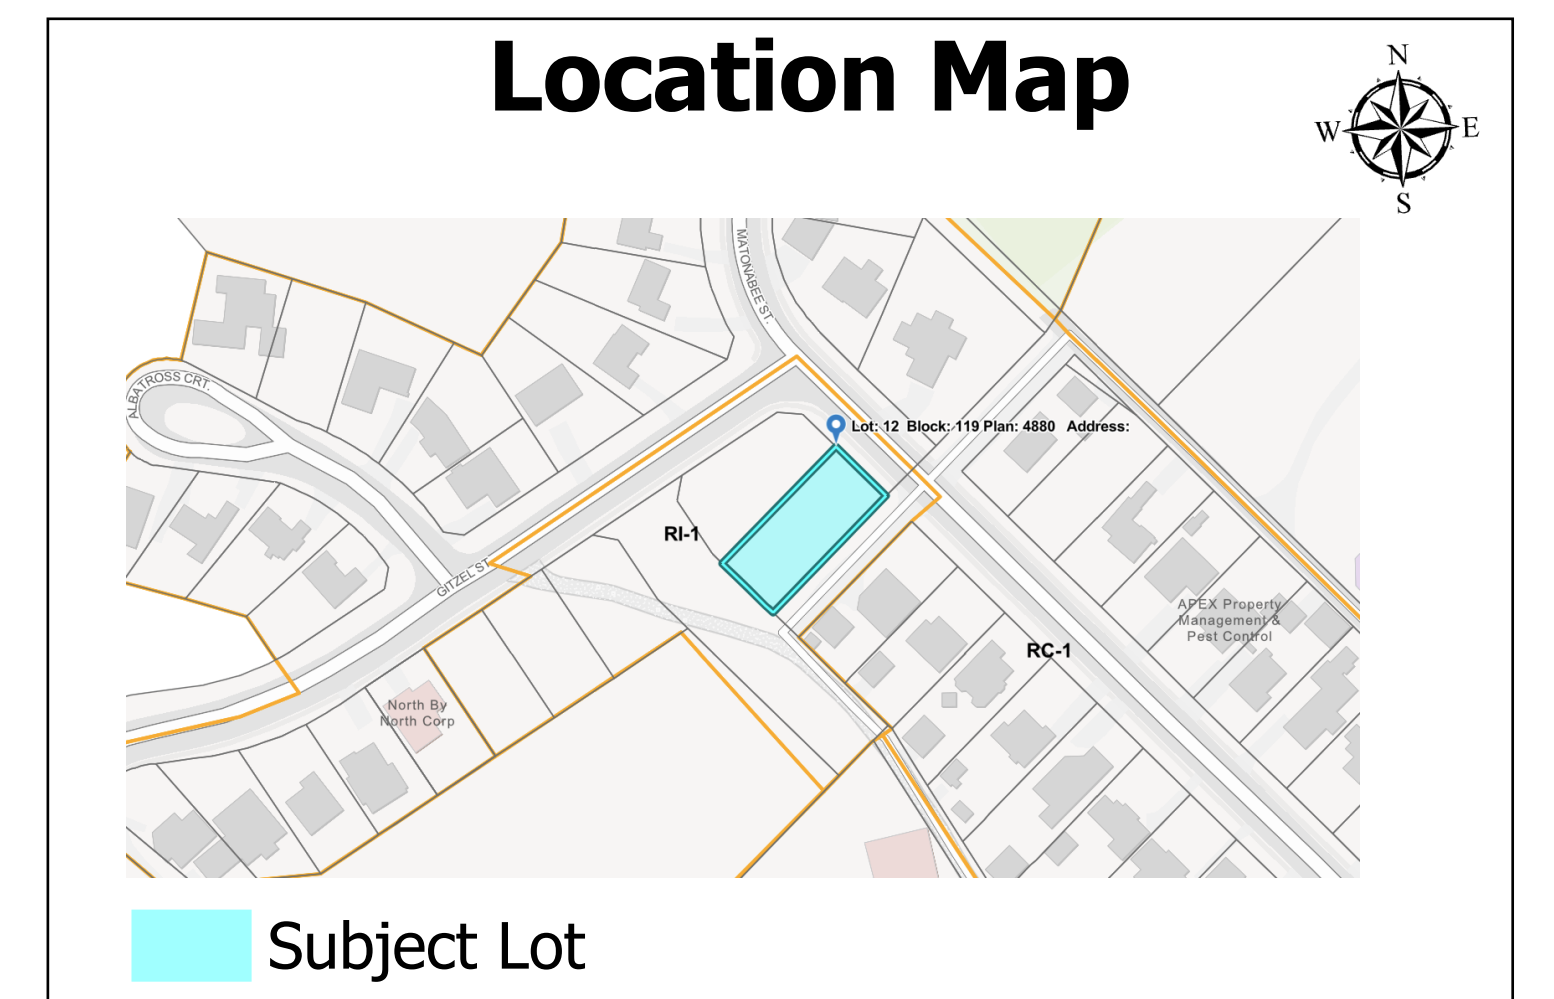 Location Map
N
W E
S
MATONABEE ST.
ALBATROSS CRT.
Lot: 12 Block: 119 Plan: 4880 Address:
RI-1
GITZEL ST
APEX Property
Management &
Pest Control
RC-1
North By
North Corp
Subject Lot